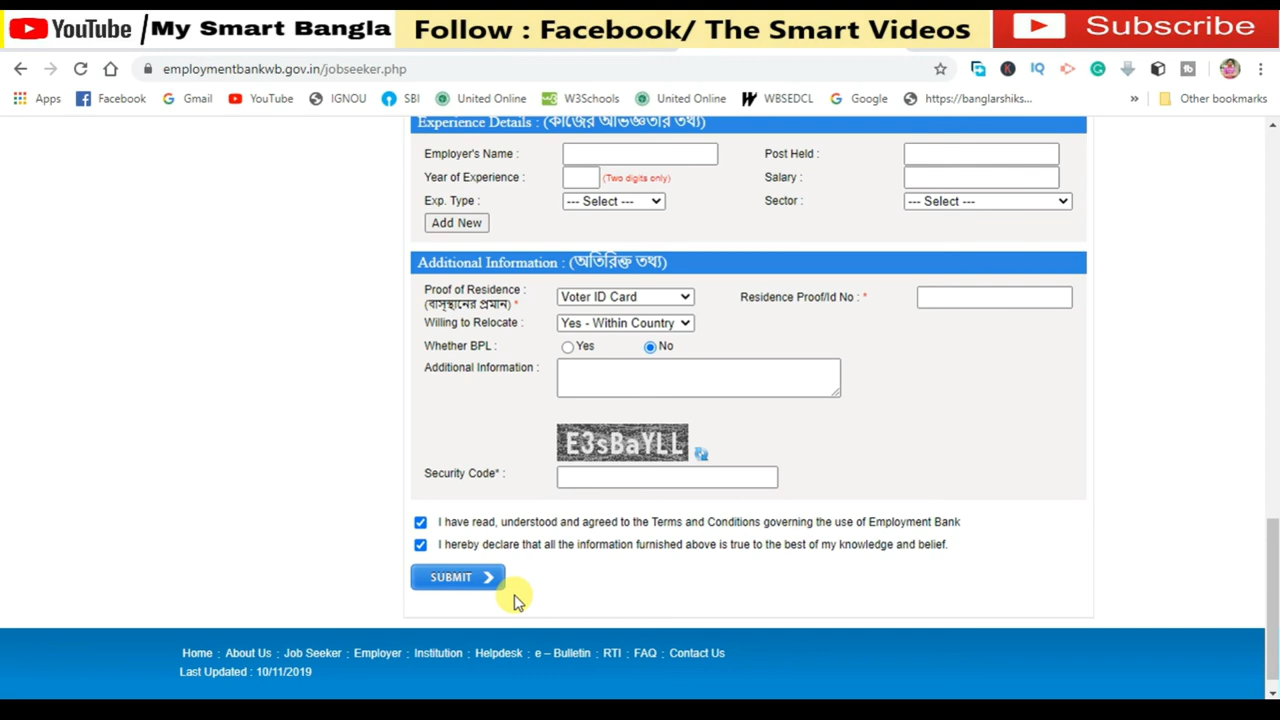 YouTube /My Smart Bangla Follow : Facebook/ The Smart Videos Subscribe
employmentbankwb.gov.in/jobseeker.php
Apps Facebook Gmail YouTube IGNOU SBI United Online W3Schools United Online WBSEDCL Google https://banglarshiks... » Other bookmarks
Experience Details : (কাজের অভিজ্ঞতার তথ্য)
Employer's Name : Post Held :
Year of Experience : (Two digits only) Salary :
Exp. Type : --- Select --- Sector : --- Select ---
Add New
Additional Information : (অতিরিক্ত তথ্য)
Proof of Residence : (বাসস্থানের প্রমান) * Voter ID Card Residence Proof/Id No : *
Willing to Relocate : Yes - Within Country
Whether BPL : Yes No
Additional Information :
E3sBaYLL
Security Code* :
I have read, understood and agreed to the Terms and Conditions governing the use of Employment Bank
I hereby declare that all the information furnished above is true to the best of my knowledge and belief.
SUBMIT
Home : About Us : Job Seeker : Employer : Institution : Helpdesk : e – Bulletin : RTI : FAQ : Contact Us
Last Updated : 10/11/2019